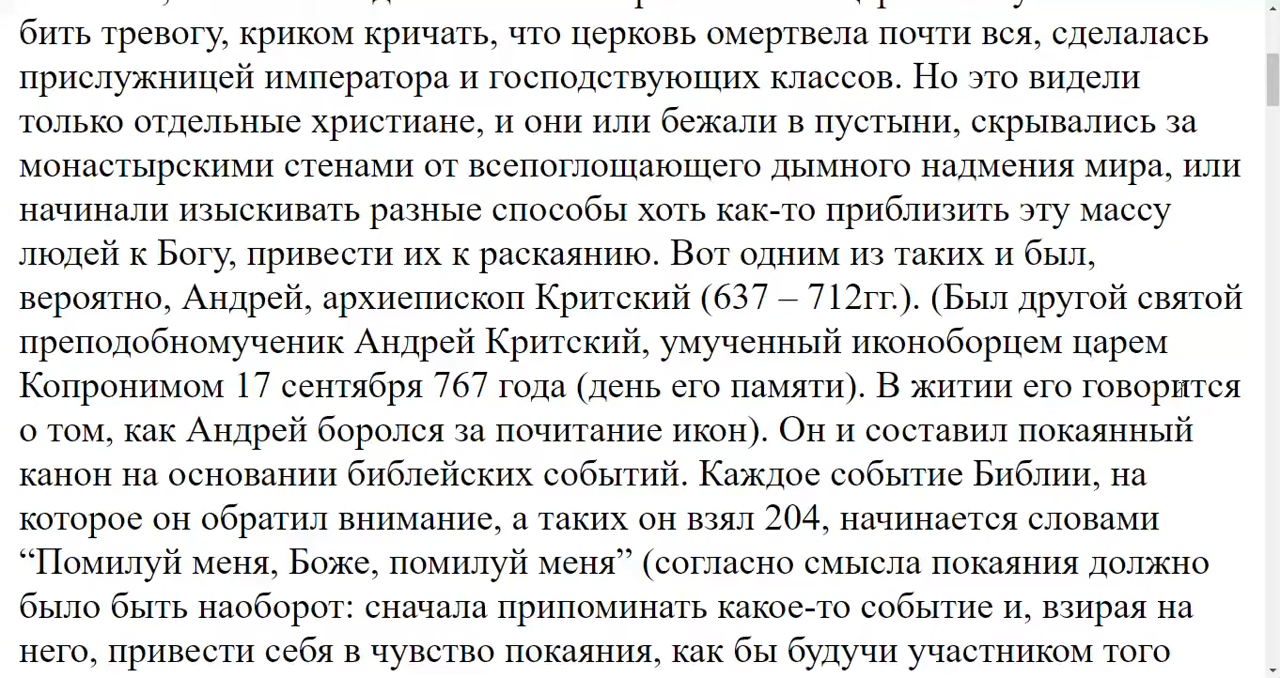 бить тревогу, криком кричать, что церковь омертвела почти вся, сделалась
прислужницей императора и господствующих классов. Но это видели
только отдельные христиане, и они или бежали в пустыни, скрывались за
монастырскими стенами от всепоглощающего дымного надмения мира, или
начинали изыскивать разные способы хоть как-то приблизить эту массу
людей к Богу, привести их к раскаянию. Вот одним из таких и был,
вероятно, Андрей, архиепископ Критский (637 – 712гг.). (Был другой святой
преподобномученик Андрей Критский, умученный иконоборцем царем
Копронимом 17 сентября 767 года (день его памяти). В житии его говорится
о том, как Андрей боролся за почитание икон). Он и составил покаянный
канон на основании библейских событий. Каждое событие Библии, на
которое он обратил внимание, а таких он взял 204, начинается словами
“Помилуй меня, Боже, помилуй меня” (согласно смысла покаяния должно
было быть наоборот: сначала припоминать какое-то событие и, взирая на
него, привести себя в чувство покаяния, как бы будучи участником того